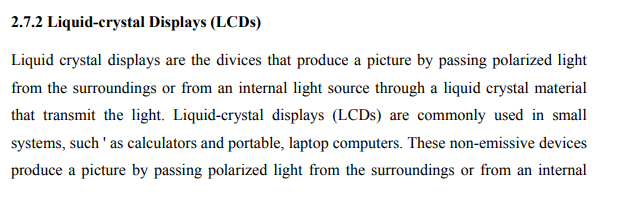 2.7.2 Liquid-crystal Displays (LCDs)
Liquid crystal displays are the divices that produce a picture by passing polarized light
from the surroundings or from an internal light source through a liquid crystal material
that transmit the light. Liquid-crystal displays (LCDs) are commonly used in small
systems, such ' as calculators and portable, laptop computers. These non-emissive devices
produce a picture by passing polarized light from the surroundings or from an internal